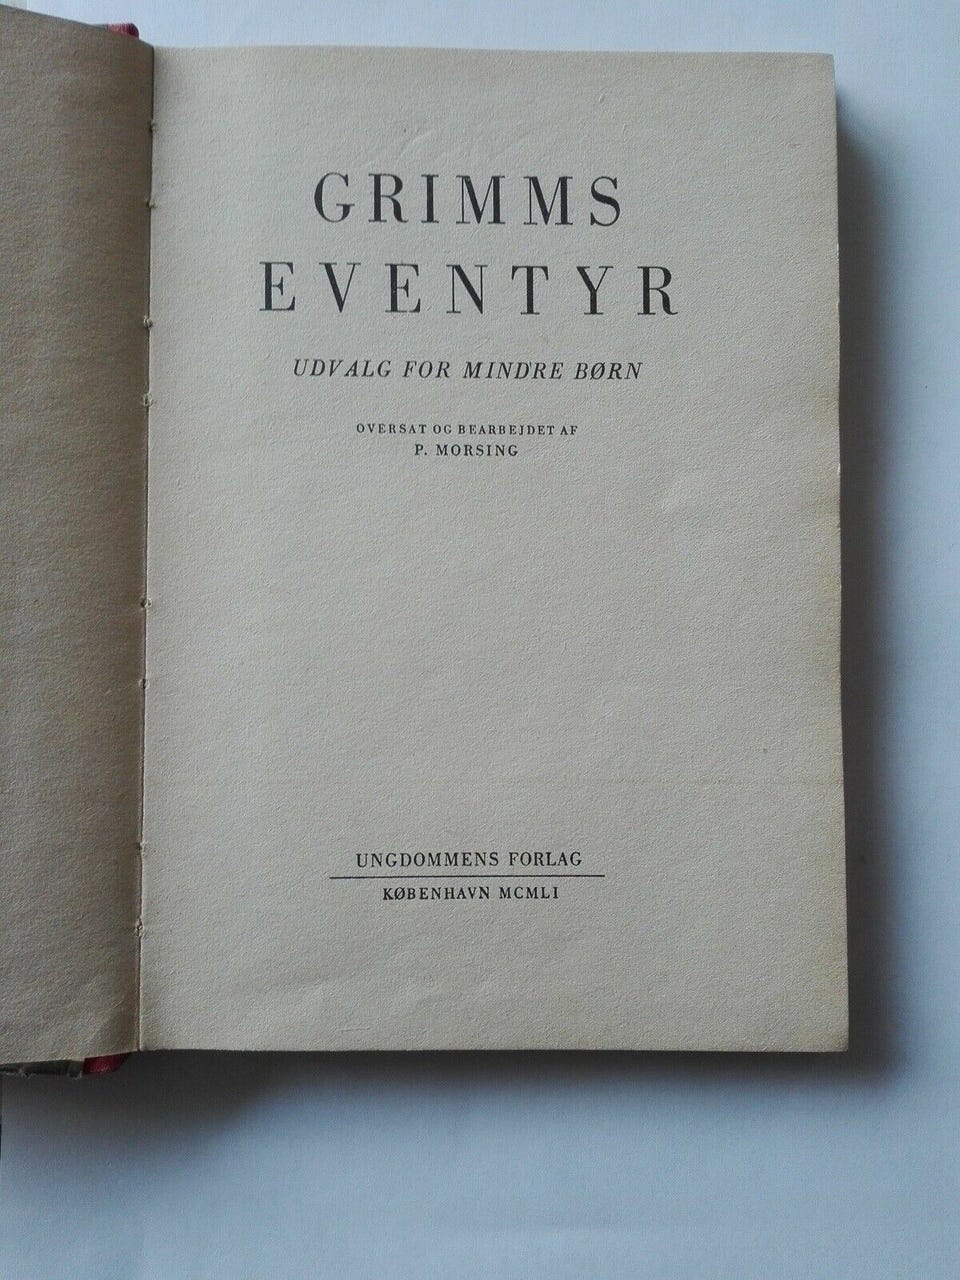 GRIMMS
EVENTYR
UDVALG FOR MINDRE BØRN
OVERSAT OG BEARBEJDET AF
P. MORSING
UNGDOMMENS FORLAG
KØBENHAVN MCMLI